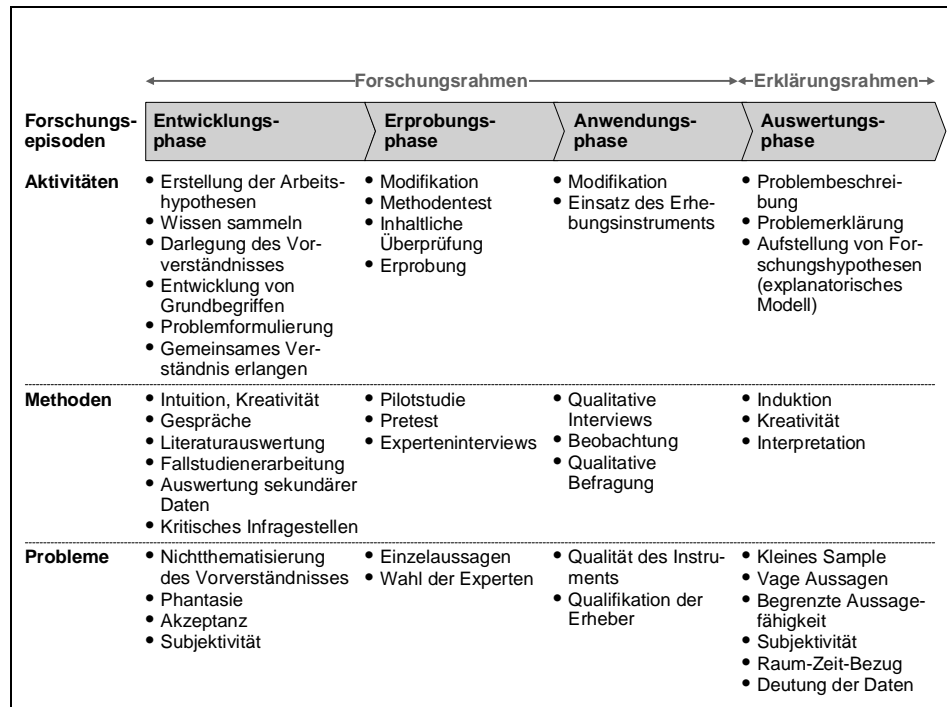 Forschungsrahmen
Erklärungsrahmen
Forschungs-
episoden
Entwicklungs-
phase
Erprobungs-
phase
Anwendungs-
phase
Auswertungs-
phase
Aktivitäten
• Erstellung der Arbeits-
hypothesen
• Wissen sammeln
• Darlegung des Vor-
verständnisses
• Entwicklung von
Grundbegriffen
• Problemformulierung
• Gemeinsames Ver-
ständnis erlangen
• Modifikation
• Methodentest
• Inhaltliche
Überprüfung
• Erprobung
• Modifikation
• Einsatz des Erhe-
bungsinstruments
• Problembeschrei-
bung
• Problemerklärung
• Aufstellung von For-
schungshypothesen
(explanatorisches
Modell)
Methoden
• Intuition, Kreativität
• Gespräche
• Literaturauswertung
• Fallstudienerarbeitung
• Auswertung sekundärer
Daten
• Kritisches Infragestellen
• Pilotstudie
• Pretest
• Experteninterviews
• Qualitative
Interviews
• Beobachtung
• Qualitative
Befragung
• Induktion
• Kreativität
• Interpretation
Probleme
• Nichtthematisierung
des Vorverständnisses
• Phantasie
• Akzeptanz
• Subjektivität
• Einzelaussagen
• Wahl der Experten
• Qualität des Instru-
ments
• Qualifikation der
Erheber
• Kleines Sample
• Vage Aussagen
• Begrenzte Aussage-
fähigkeit
• Subjektivität
• Raum-Zeit-Bezug
• Deutung der Daten